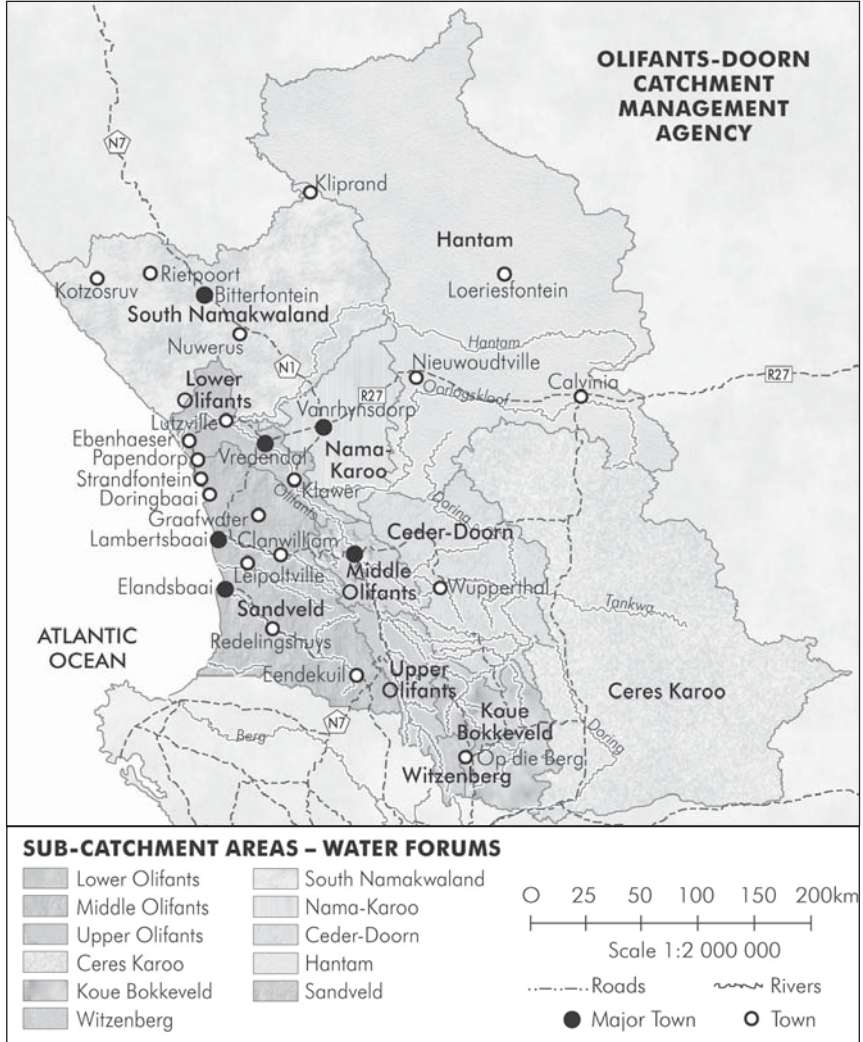 OLIFANTS-DOORN
CATCHMENT
MANAGEMENT
AGENCY
N7
Kliprand
Hantam
Loeriesfontein
Kotzosruv
Rietpoort
Bitterfontein
South Namakwaland
Nuwerus
Hantam
N1
Nieuwoudtville
Oorlogskloof
Calvinia
R27
R27
Lower
Olifants
Lutzville
Vanrhynsdorp
Ebenhaeser
Vredendal
Nama-
Karoo
Papendorp
Strandfontein
Klawer
Doringbaai
Olifants
Doring
Graafwater
Ceder-Doorn
Lambertsbaai
Clanwilliam
Leipoltville
Middle
Olifants
Elandsbaai
Wupperthal
Sandveld
Tankwa
Redelingshuys
ATLANTIC
OCEAN
Eendekuil
Upper
Olifants
Ceres Karoo
Koue
Bokkeveld
N7
Berg
Doring
Op die Berg
Witzenberg
SUB-CATCHMENT AREAS – WATER FORUMS
Lower Olifants
Middle Olifants
Upper Olifants
Ceres Karoo
Koue Bokkeveld
Witzenberg
South Namakwaland
Nama-Karoo
Ceder-Doorn
Hantam
Sandveld
0 25 50 100 150 200km
Scale 1:2 000 000
Roads
Rivers
Major Town
Town